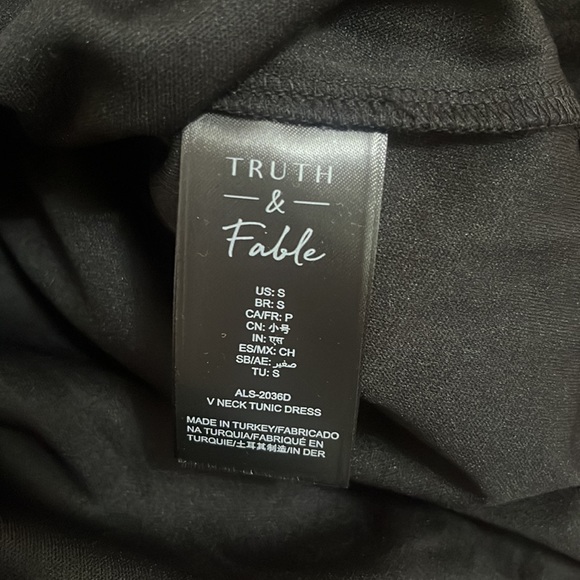 TRUTH
&
Fable
US: S
BR: S
CA/FR: P
CN: 小号
IN: एस
ES/MX: CH
SB/AE: صغير
TU: S
ALS-2036D
V NECK TUNIC DRESS
MADE IN TURKEY/FABRICADO
NA TURQUIA/FABRIQUÉ EN
TURQUIE/土耳其制造/IN DER